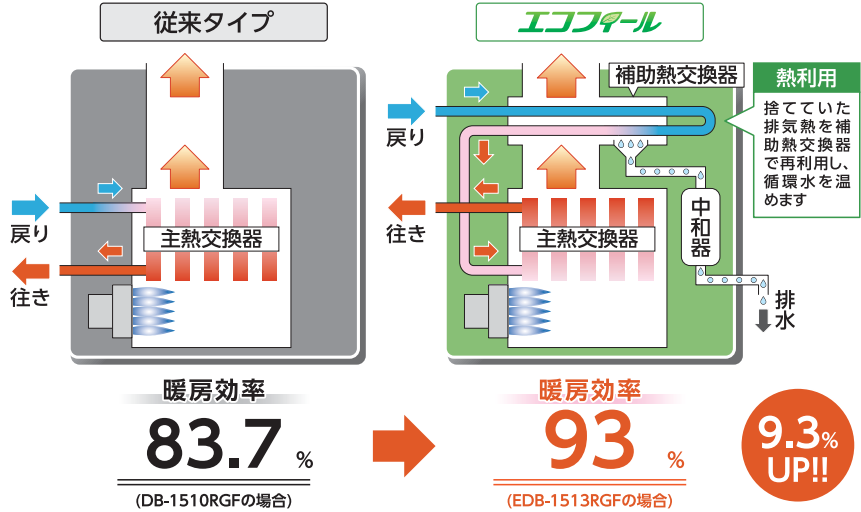 従来タイプ
戻り
往き
主熱交換器
暖房効率
83.7 %
(DB-1510RGFの場合)
エコフィール
補助熱交換器
熱利用
捨てていた
排気熱を補
助熱交換器
で再利用し、
循環水を温
めます
戻り
往き
主熱交換器
中和器
排水
暖房効率
93 %
(EDB-1513RGFの場合)
9.3%
UP!!